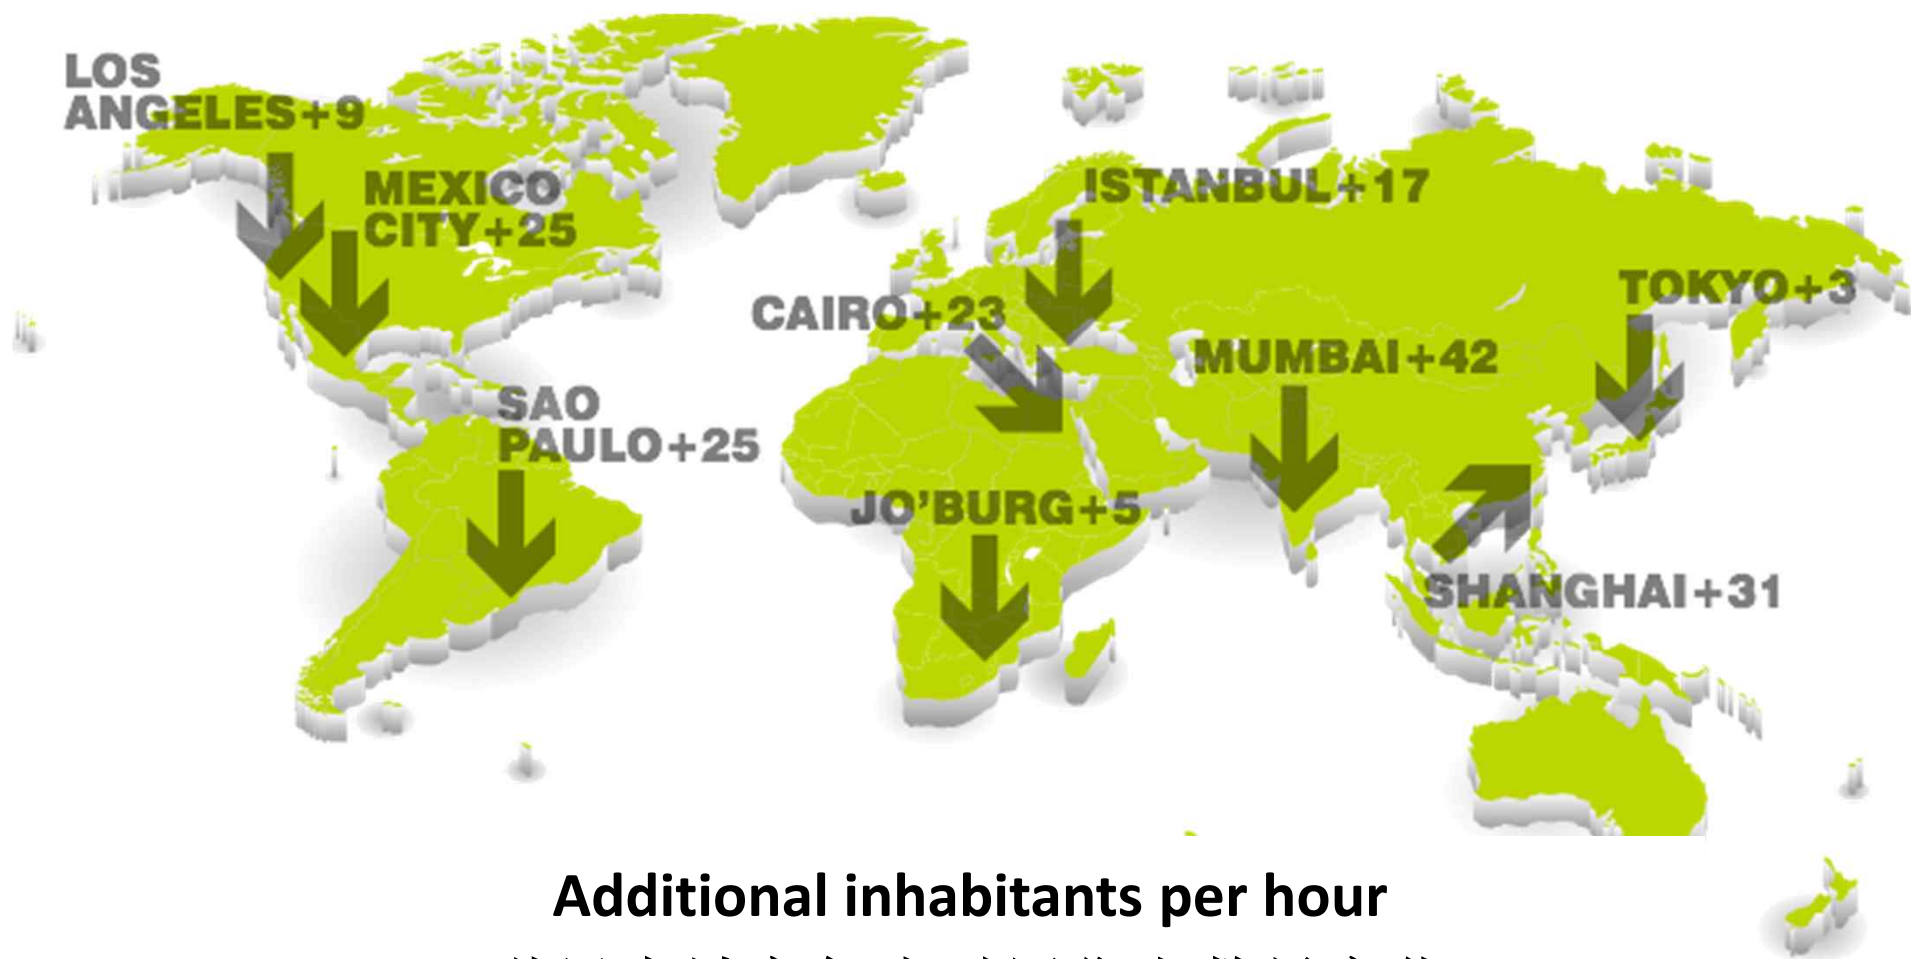 LOS
ANGELES+9
MEXICO
CITY+25
ISTANBUL+17
TOKYO+3
CAIRO+23
MUMBAI+42
SAO
PAULO+25
JO'BURG+5
SHANGHAI+31
Additional inhabitants per hour